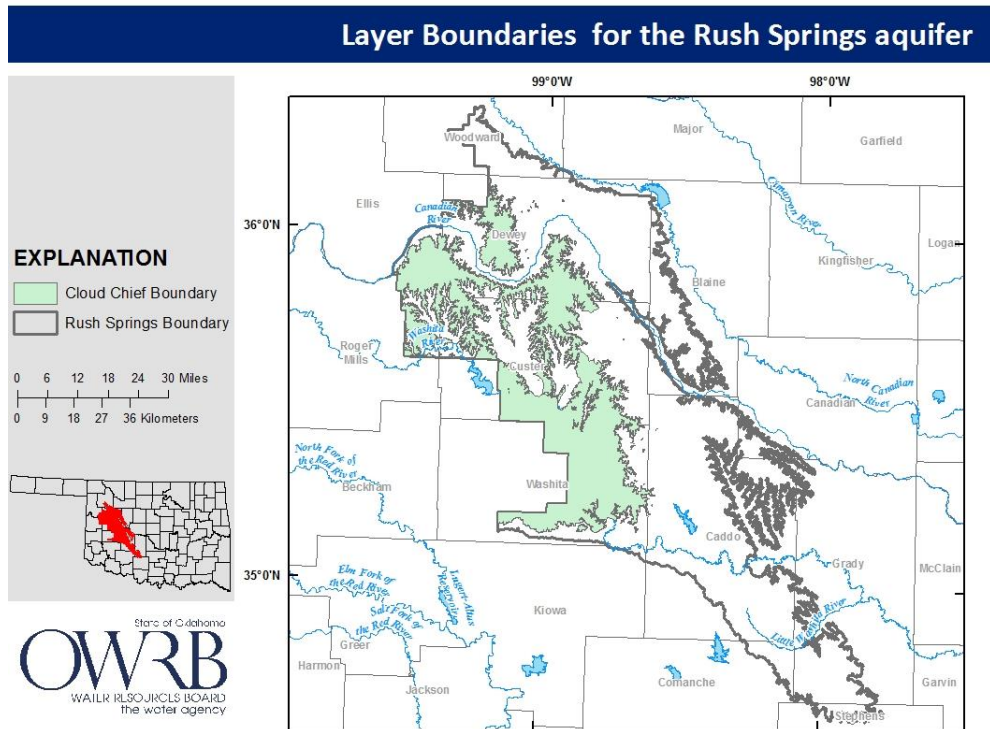 Layer Boundaries for the Rush Springs aquifer
99°0'0"W
98°0'0"W
36°0'0"N
35°0'0"N
EXPLANATION
Cloud Chief Boundary
Rush Springs Boundary
0 6 12 18 24 30 Miles
0 9 18 27 36 Kilometers
State of Oklahoma
OWRB
WATER RESOURCES BOARD
the water agency
Woodward
Major
Garfield
Ellis
Canadian
River
Dewey
Cimarron River
Logan
Kingfisher
Blaine
Roger
Mills
Washita
River
Custer
North Canadian
River
Canadian
North Fork of
the Red River
Beckham
Washita
Caddo
Grady
McClain
Elm Fork of
the Red River
Lugert-Altus
Reservoir
Salt Fork of
the Red River
Kiowa
Little Washita River
Greer
Harmon
Jackson
Comanche
Garvin
Stephens